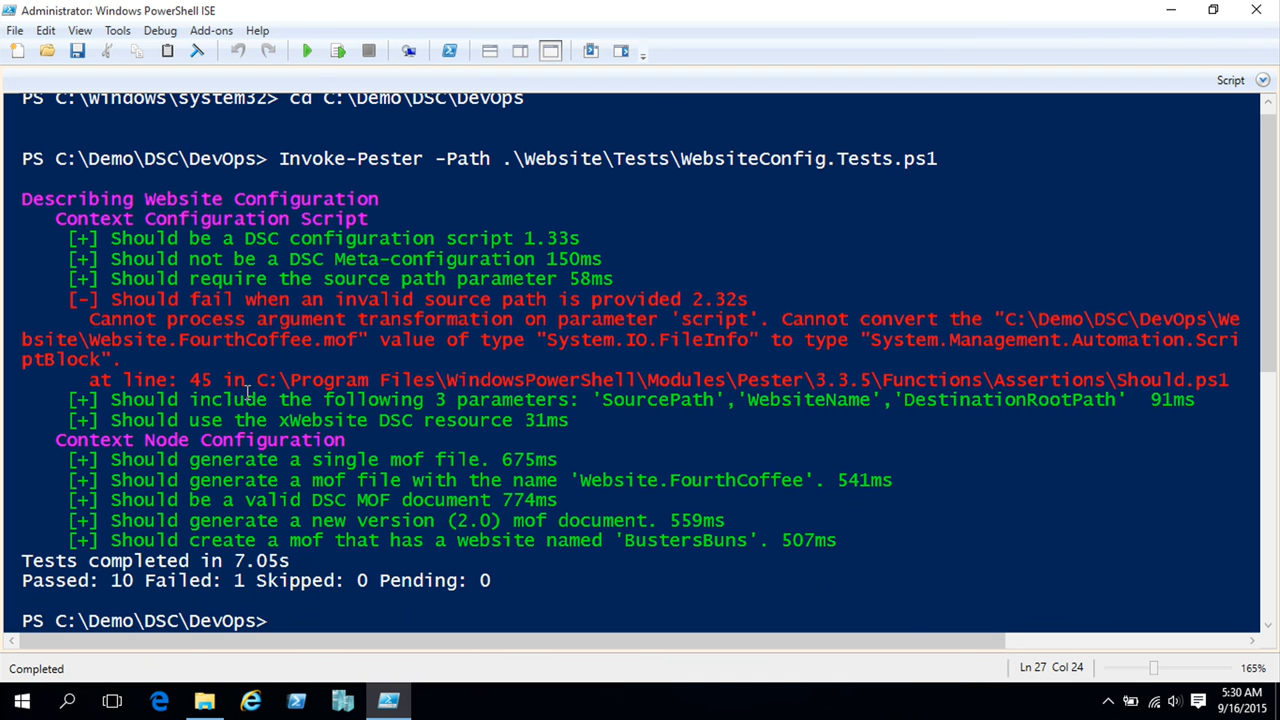 Administrator: Windows PowerShell ISE
File Edit View Tools Debug Add-ons Help
Script
PS C:\Windows\system32> cd C:\Demo\DSC\DevOps
PS C:\Demo\DSC\DevOps> Invoke-Pester -Path .\Website\Tests\WebsiteConfig.Tests.ps1
Describing Website Configuration
Context Configuration Script
[+] Should be a DSC configuration script 1.33s
[+] Should not be a DSC Meta-configuration 150ms
[+] Should require the source path parameter 58ms
[-] Should fail when an invalid source path is provided 2.32s
Cannot process argument transformation on parameter 'script'. Cannot convert the "C:\Demo\DSC\DevOps\We
bsite\Website.FourthCoffee.mof" value of type "System.IO.FileInfo" to type "System.Management.Automation.Scri
ptBlock".
at line: 45 in C:\Program Files\WindowsPowerShell\Modules\Pester\3.3.5\Functions\Assertions\Should.ps1
[+] Should include the following 3 parameters: 'SourcePath','WebsiteName','DestinationRootPath' 91ms
[+] Should use the xWebsite DSC resource 31ms
Context Node Configuration
[+] Should generate a single mof file. 675ms
[+] Should generate a mof file with the name 'Website.FourthCoffee'. 541ms
[+] Should be a valid DSC MOF document 774ms
[+] Should generate a new version (2.0) mof document. 559ms
[+] Should create a mof that has a website named 'BustersBuns'. 507ms
Tests completed in 7.05s
Passed: 10 Failed: 1 Skipped: 0 Pending: 0
PS C:\Demo\DSC\DevOps>
Completed
Ln 27 Col 24
165%
5:30 AM
9/16/2015